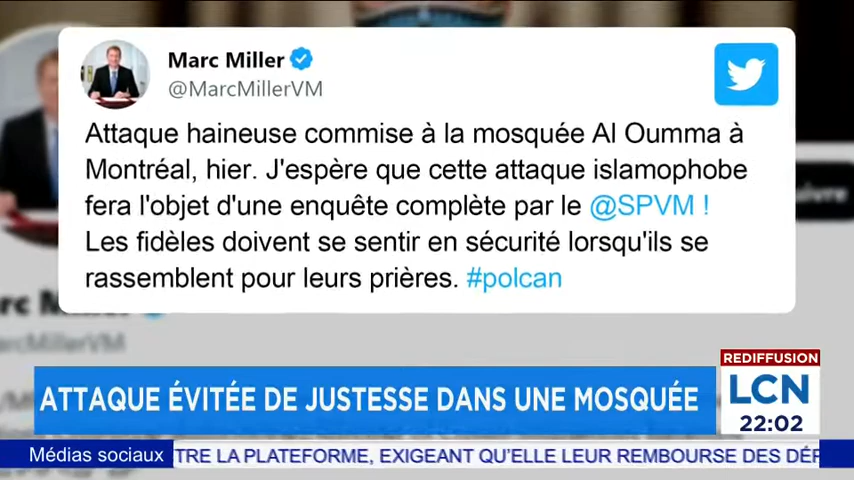 Marc Miller
@MarcMillerVM
Attaque haineuse commise à la mosquée Al Oumma à
Montréal, hier. J'espère que cette attaque islamophobe
fera l'objet d'une enquête complète par le @SPVM !
Les fidèles doivent se sentir en sécurité lorsqu'ils se
rassemblent pour leurs prières. #polcan
ATTAQUE ÉVITÉE DE JUSTESSE DANS UNE MOSQUÉE
REDIFFUSION
LCN
22:02
Médias sociaux
TRE LA PLATEFORME, EXIGEANT QU'ELLE LEUR REMBOURSE DES DÉF